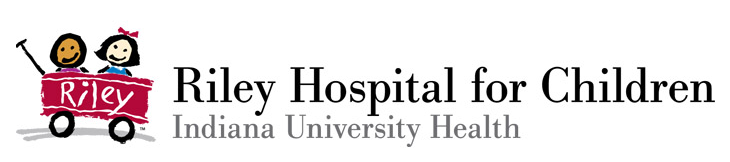 Riley
Riley Hospital for Children
Indiana University Health